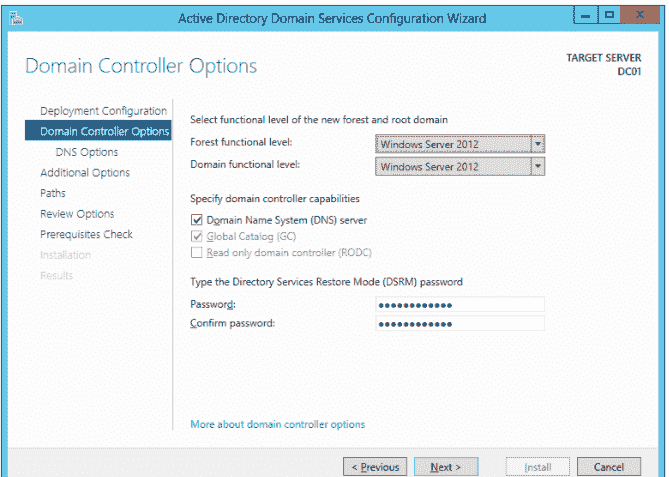 Active Directory Domain Services Configuration Wizard
Domain Controller Options
TARGET SERVER
DC01
Deployment Configuration
Domain Controller Options
DNS Options
Additional Options
Paths
Review Options
Prerequisites Check
Installation
Results
Select functional level of the new forest and root domain
Forest functional level: Windows Server 2012
Domain functional level: Windows Server 2012
Specify domain controller capabilities
Domain Name System (DNS) server
Global Catalog (GC)
Read only domain controller (RODC)
Type the Directory Services Restore Mode (DSRM) password
Password: ••••••••••••
Confirm password: ••••••••••••
More about domain controller options
< Previous Next > Install Cancel